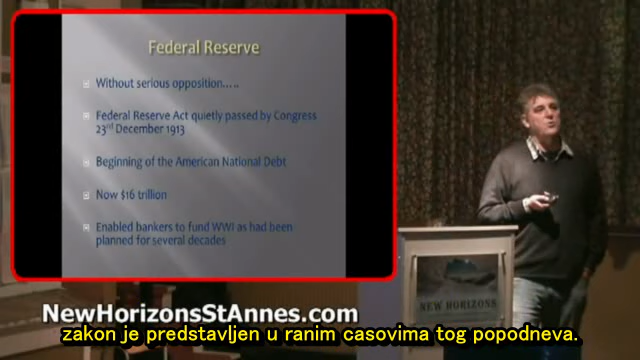 Federal Reserve
Without serious opposition.....
Federal Reserve Act quietly passed by Congress
23rd December 1913
Beginning of the American National Debt
Now $16 trillion
Enabled bankers to fund WWI as had been
planned for several decades
NEW HORIZONS
NewHorizonsStAnnes.com
zakon je predstavljen u ranim casovima tog popodneva.